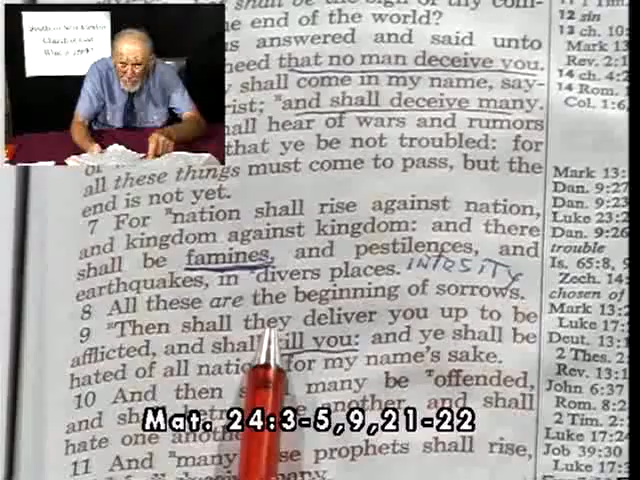 the end of the world?
s answered and said unto
heed that no man deceive you.
shall come in my name, say-
rist; "and shall deceive many.
hall hear of wars and rumors
that ye be not troubled: for
all these things must come to pass, but the
end is not yet.
7 For "nation shall rise against nation,
and kingdom against kingdom: and there
shall be famines, and pestilences, and
earthquakes, in "divers places.
8 All these are the beginning of sorrows.
9 "Then shall they deliver you up to be
afflicted, and shall kill you: and ye shall be
hated of all natio for my name's sake.
10 And then s many be "offended,
and sh another, and shall
hate one anoth
11 And "many se prophets shall rise,
Mat. 24:3-5,9,21-22
12 sin
13 ch. 10:
Mark 13
Rev. 2:1
14 ch. 4:2
14 Rom.
Col. 1:6,
Mark 13:
Dan. 9:27
Dan. 9:23
Luke 23:2
Dan. 9:26
trouble
Is. 65:8, 9
Zech. 14:
chosen of
Mark 13:2
Luke 17:
Deut. 13:1
2 Thes. 2
Rev. 13:1
John 6:37
Rom. 8:2
2 Tim. 2:
Luke 17:24
Job 39:30
Luke 17: